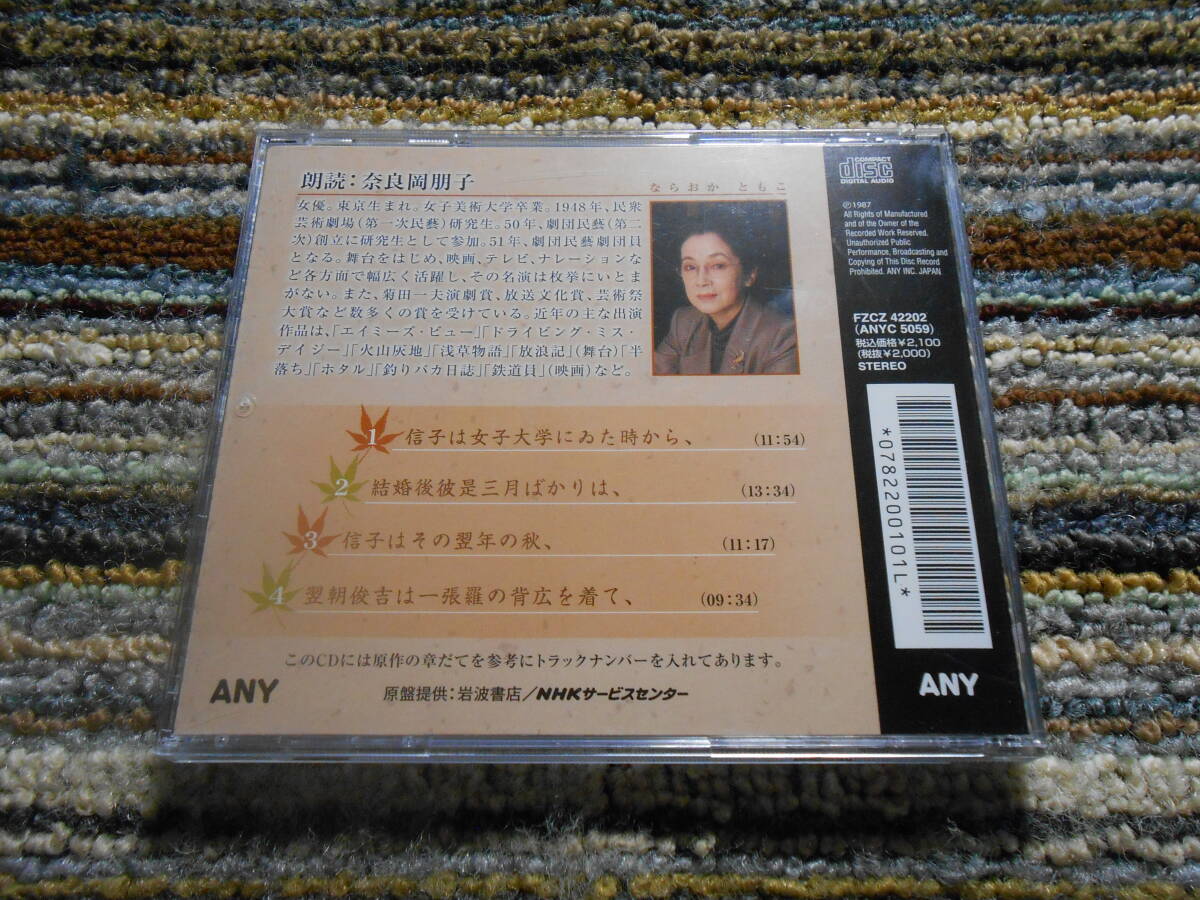 朗読：奈良岡朋子
ならおか ともこ
女優。東京生まれ。女子美術大学卒業。1948年、民衆
芸術劇場（第一次民藝）研究生。50年、劇団民藝（第二
次）創立に研究生として参加。51年、劇団民藝劇団員
となる。舞台をはじめ、映画、テレビ、ナレーションな
ど各方面で幅広く活躍し、その名演は枚挙にいとま
がない。また、菊田一夫演劇賞、放送文化賞、芸術祭
大賞など数多くの賞を受けている。近年の主な出演
作品は、「エイミーズ・ビュー」「ドライビング・ミス・
デイジー」「火山灰地」「浅草物語」「放浪記」（舞台）「半
落ち」「ホタル」「釣りバカ日誌」「鉄道員」（映画）など。
1 信子は女子大学にゐた時から、 (11:54)
2 結婚後彼是三月ばかりは、 (13:34)
3 信子はその翌年の秋、 (11:17)
4 翌朝俊吉は一張羅の背広を着て、 (09:34)
このCDには原作の章だてを参考にトラックナンバーを入れてあります。
ANY
原盤提供：岩波書店／NHKサービスセンター
COMPACT
disc
DIGITAL AUDIO
Ⓟ1987
All Rights of Manufactured
and of the Owner of the
Recorded Work Reserved.
Unauthorized Public
Performance, Broadcasting and
Copying of This Disc Record
Prohibited. ANY INC. JAPAN
FZCZ 42202
(ANYC 5059)
税込価格¥2,100
(税抜¥2,000)
STEREO
*0782200101L*
ANY